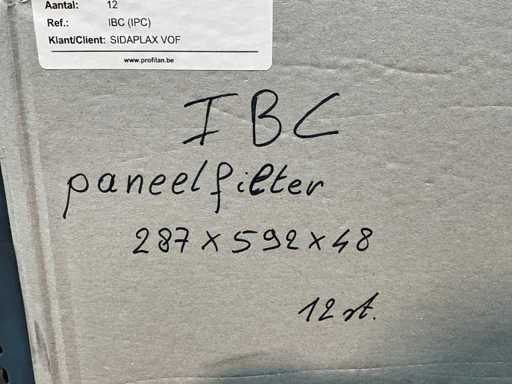 Aantal: 12
Ref.: IBC (IPC)
Klant/Client: SIDAPLAX VOF
www.profilan.be
IBC
paneelfilter
287 x 592 x 48
12 st.